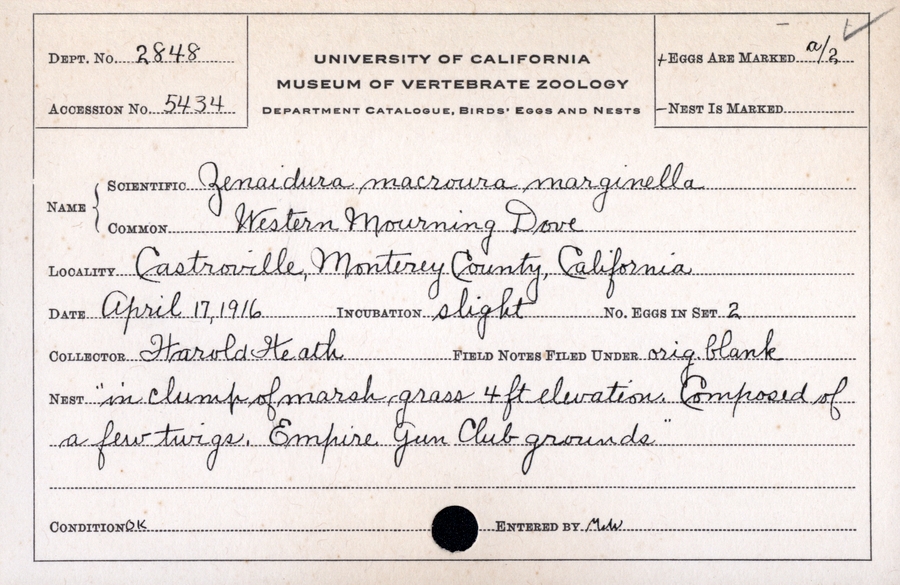 Dept. No. 2848
Accession No. 5434
UNIVERSITY OF CALIFORNIA
MUSEUM OF VERTEBRATE ZOOLOGY
Department Catalogue, Birds' Eggs and Nests
+Eggs Are Marked a/2
–Nest Is Marked
Name
Scientific Zenaidura macroura marginella
Common Western Mourning Dove
Locality Castroville, Monterey County, California
Date April 17, 1916 Incubation slight No. Eggs in Set 2
Collector Harold Heath Field Notes Filed Under orig. blank
Nest "in clump of marsh grass 4 ft elevation. Composed of
a few twigs. Empire Gun Club grounds"
Condition OK Entered by